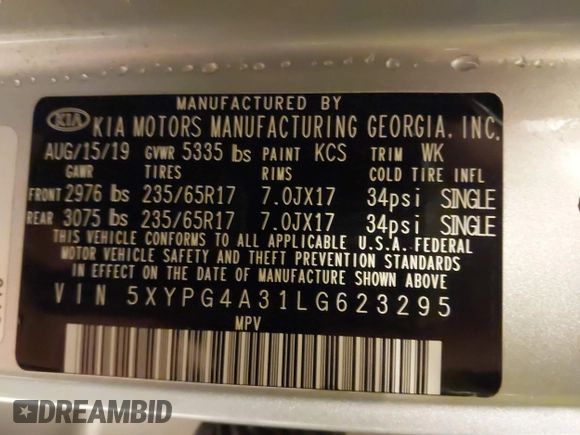 MANUFACTURED BY
KIA KIA MOTORS MANUFACTURING GEORGIA, INC.
AUG/15/19 GVWR 5335 lbs PAINT KCS TRIM WK
GAWR TIRES RIMS COLD TIRE INFL
FRONT 2976 lbs 235/65R17 7.0JX17 34psi SINGLE
REAR 3075 lbs 235/65R17 7.0JX17 34psi SINGLE
THIS VEHICLE CONFORMS TO ALL APPLICABLE U.S.A. FEDERAL
MOTOR VEHICLE SAFETY AND THEFT PREVENTION STANDARDS
IN EFFECT ON THE DATE OF MANUFACTURE SHOWN ABOVE
VIN 5XYPG4A31LG623295
MPV
DREAMBID